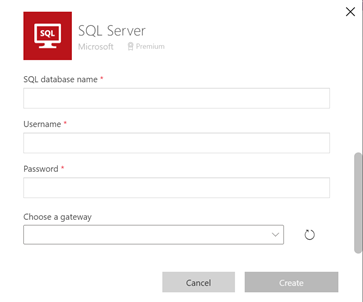 SQL
SQL Server
Microsoft Premium
SQL database name *
Username *
Password *
Choose a gateway
Cancel Create